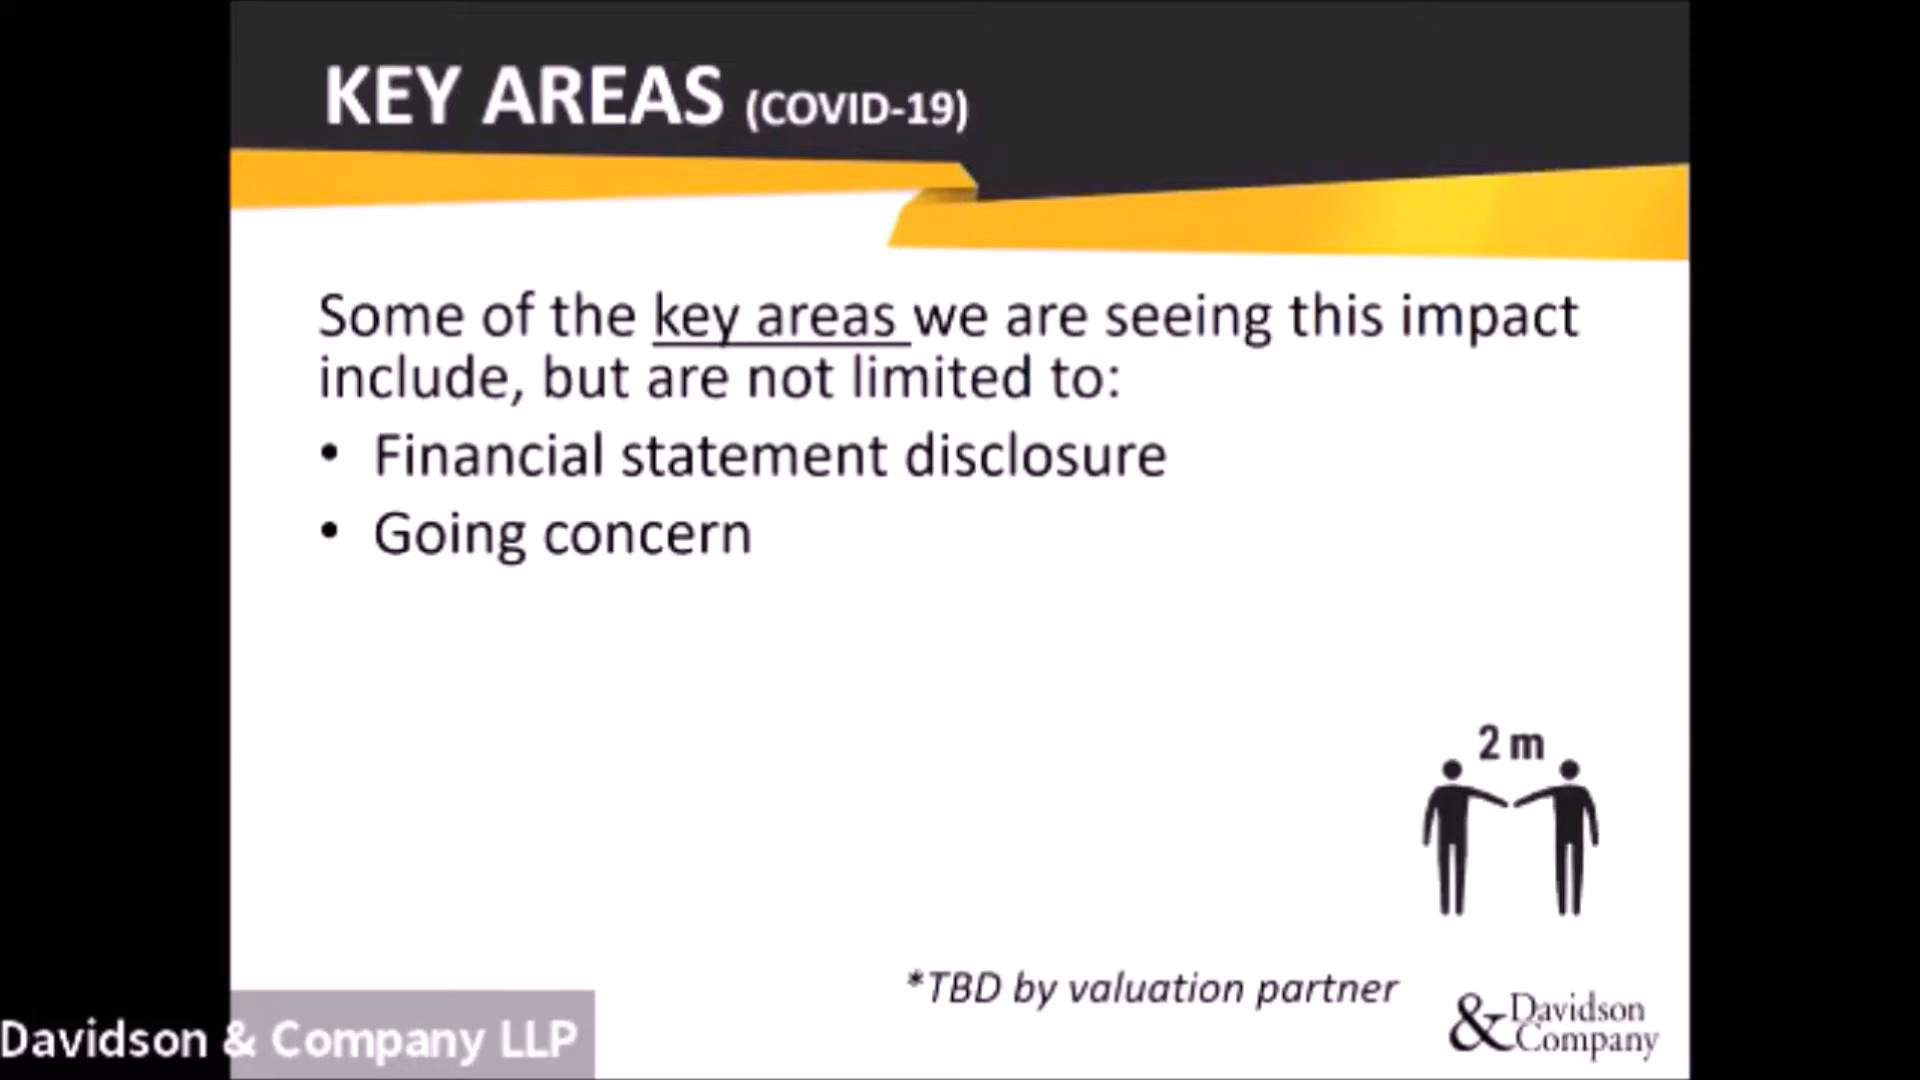 KEY AREAS (COVID-19)
Some of the key areas we are seeing this impact
include, but are not limited to:
• Financial statement disclosure
• Going concern
2 m
*TBD by valuation partner
& Davidson
Company
Davidson & Company LLP